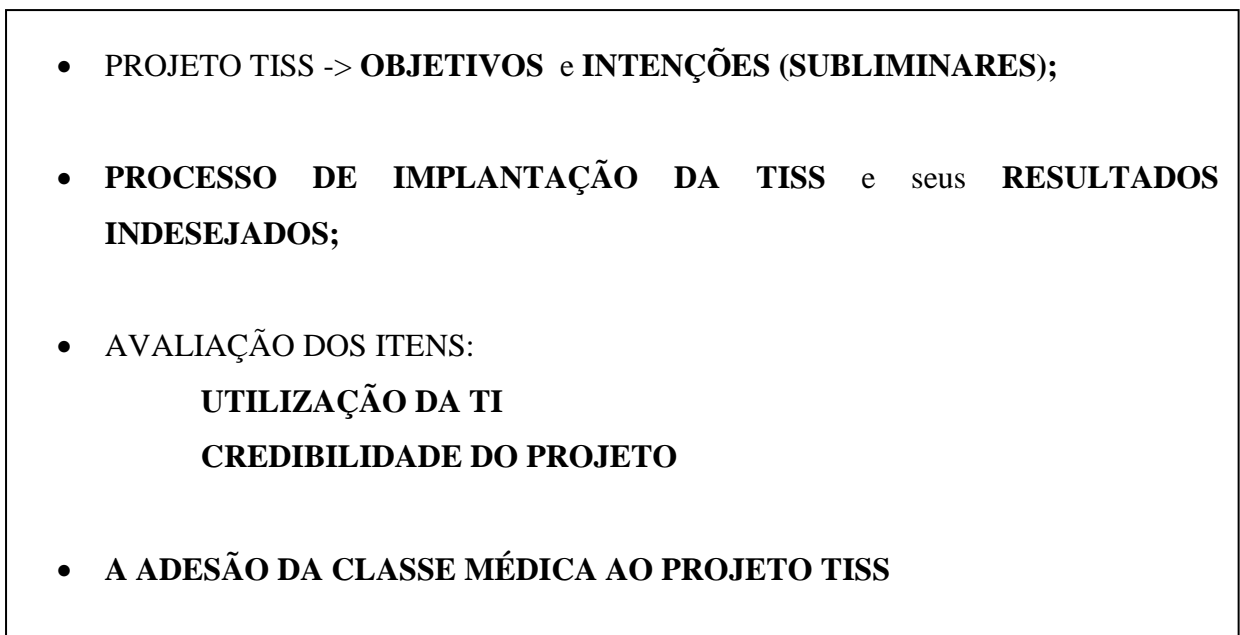 • PROJETO TISS -> OBJETIVOS e INTENÇÕES (SUBLIMINARES);
• PROCESSO DE IMPLANTAÇÃO DA TISS e seus RESULTADOS
INDESEJADOS;
• AVALIAÇÃO DOS ITENS:
UTILIZAÇÃO DA TI
CREDIBILIDADE DO PROJETO
• A ADESÃO DA CLASSE MÉDICA AO PROJETO TISS